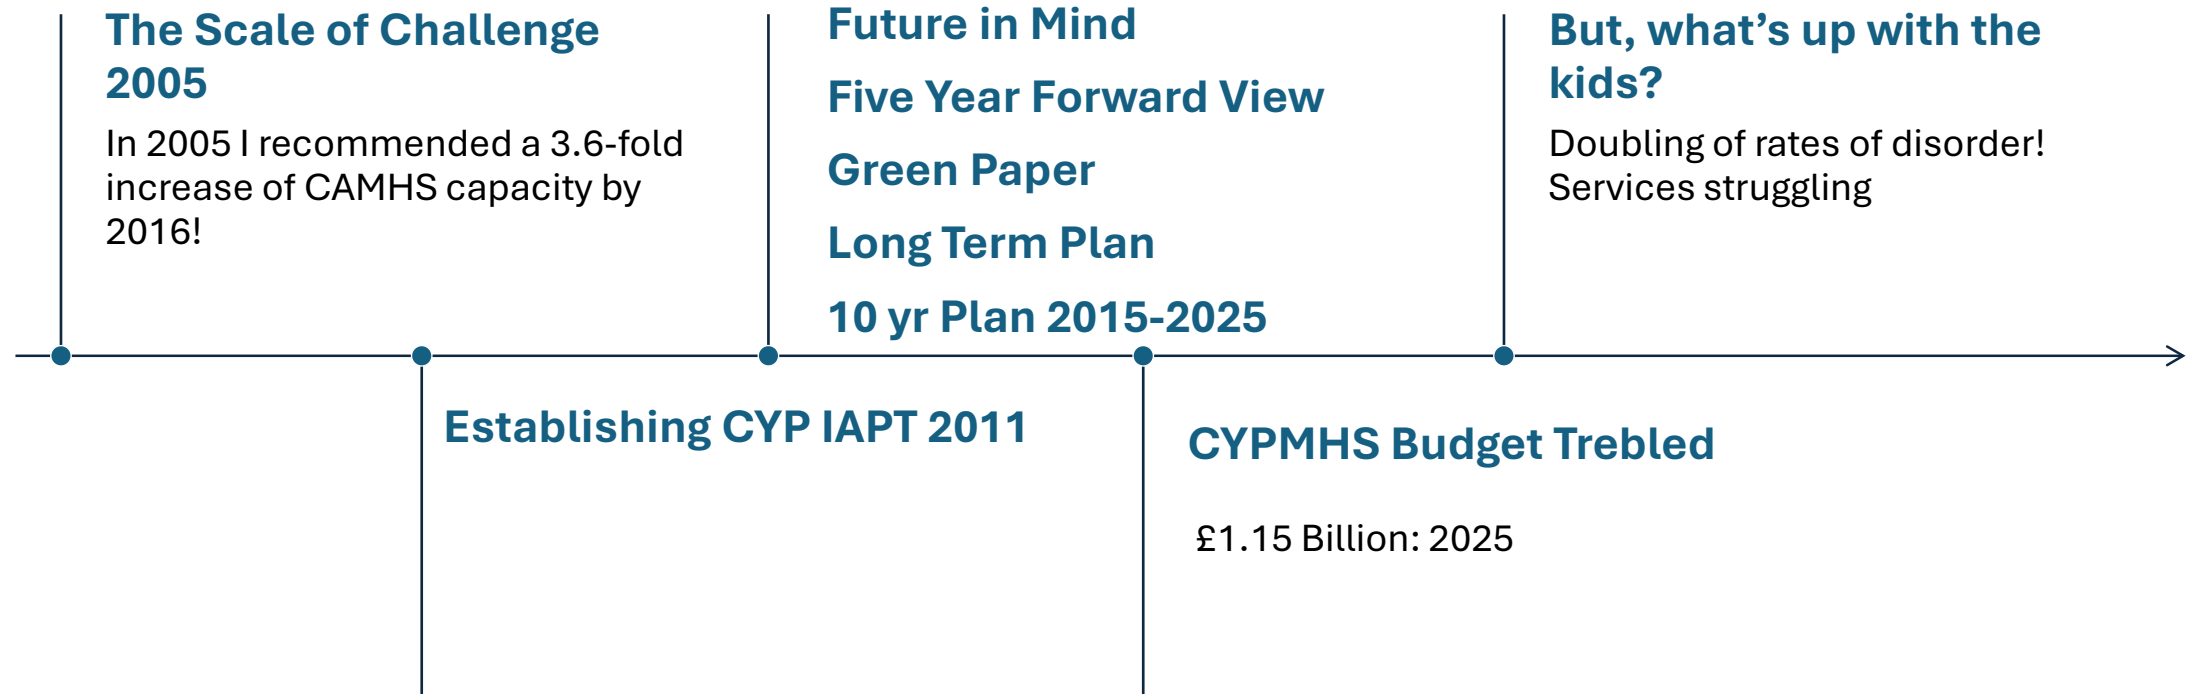 The Scale of Challenge
2005
In 2005 I recommended a 3.6-fold
increase of CAMHS capacity by
2016!
Establishing CYP IAPT 2011
Future in Mind
Five Year Forward View
Green Paper
Long Term Plan
10 yr Plan 2015-2025
CYPMHS Budget Trebled
£1.15 Billion: 2025
But, what’s up with the
kids?
Doubling of rates of disorder!
Services struggling